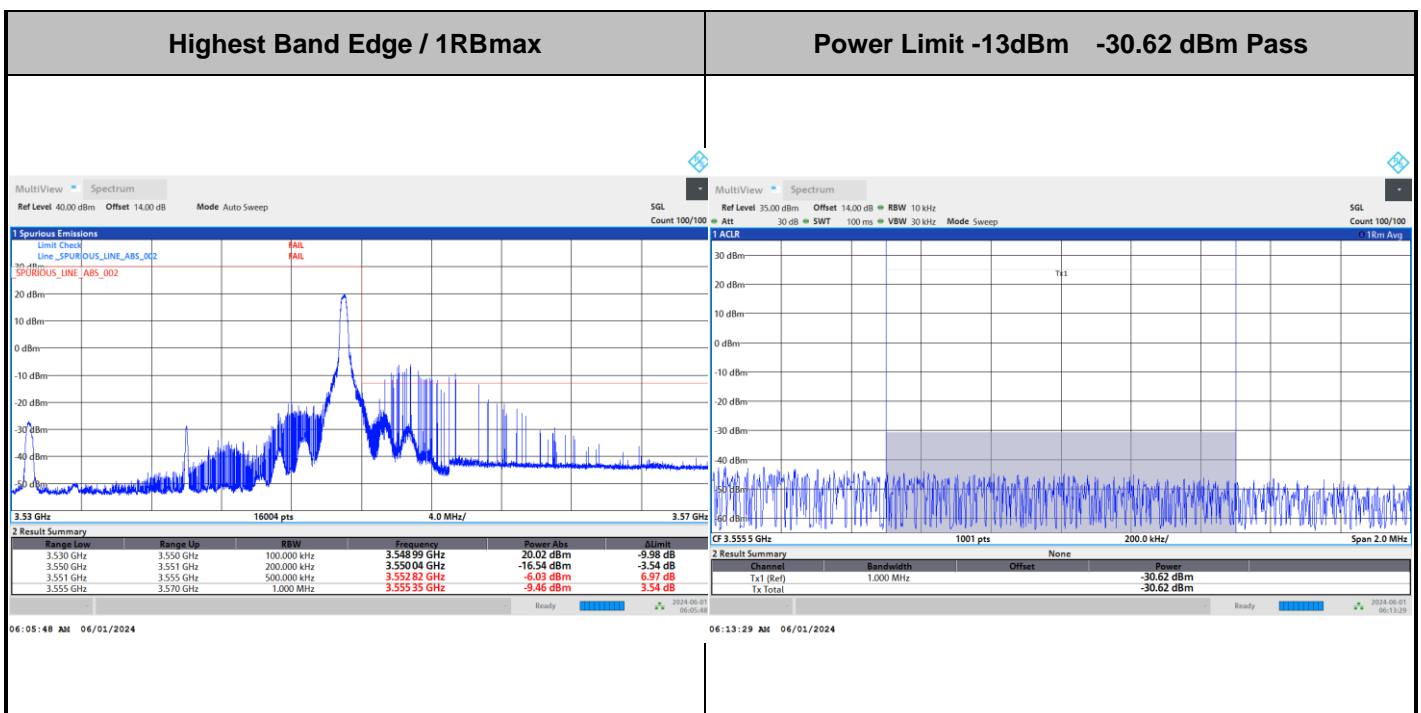 Highest Band Edge / 1RBmax
Power Limit -13dBm -30.62 dBm Pass
MultiView Spectrum
Ref Level 40.00 dBm Offset 14.00 dB Mode Auto Sweep SGL
Count 100/100
1 Spurious Emissions
Limit Check FAIL
Line _SPURIOUS_LINE_ABS_002 FAIL
SPURIOUS_LINE_ABS_002
20 dBm
10 dBm
0 dBm
-10 dBm
-20 dBm
-30 dBm
-40 dBm
-50 dBm
3.53 GHz 16004 pts 4.0 MHz/ 3.57 GHz
2 Result Summary
Range Low Range Up RBW Frequency Power Abs ΔLimit
3.530 GHz 3.550 GHz 100.000 kHz 3.548 99 GHz 20.02 dBm -9.98 dB
3.550 GHz 3.551 GHz 200.000 kHz 3.550 04 GHz -16.54 dBm -3.54 dB
3.551 GHz 3.555 GHz 500.000 kHz 3.552 82 GHz -6.03 dBm 6.97 dB
3.555 GHz 3.570 GHz 1.000 MHz 3.555 35 GHz -9.46 dBm 3.54 dB
Ready 2024-06-01
06:05:48
06:05:48 AM 06/01/2024
MultiView Spectrum
Ref Level 35.00 dBm Offset 14.00 dB RBW 10 kHz SGL
Att 30 dB SWT 100 ms VBW 30 kHz Mode Sweep Count 100/100
1 ACLR 1Rm Avg
Tx1
30 dBm
20 dBm
10 dBm
0 dBm
-10 dBm
-20 dBm
-30 dBm
-40 dBm
-50 dBm
-60 dBm
CF 3.555 5 GHz 1001 pts 200.0 kHz/ Span 2.0 MHz
2 Result Summary None
Channel Bandwidth Offset Power
Tx1 (Ref) 1.000 MHz -30.62 dBm
Tx Total -30.62 dBm
Ready 2024-06-01
06:13:29
06:13:29 AM 06/01/2024